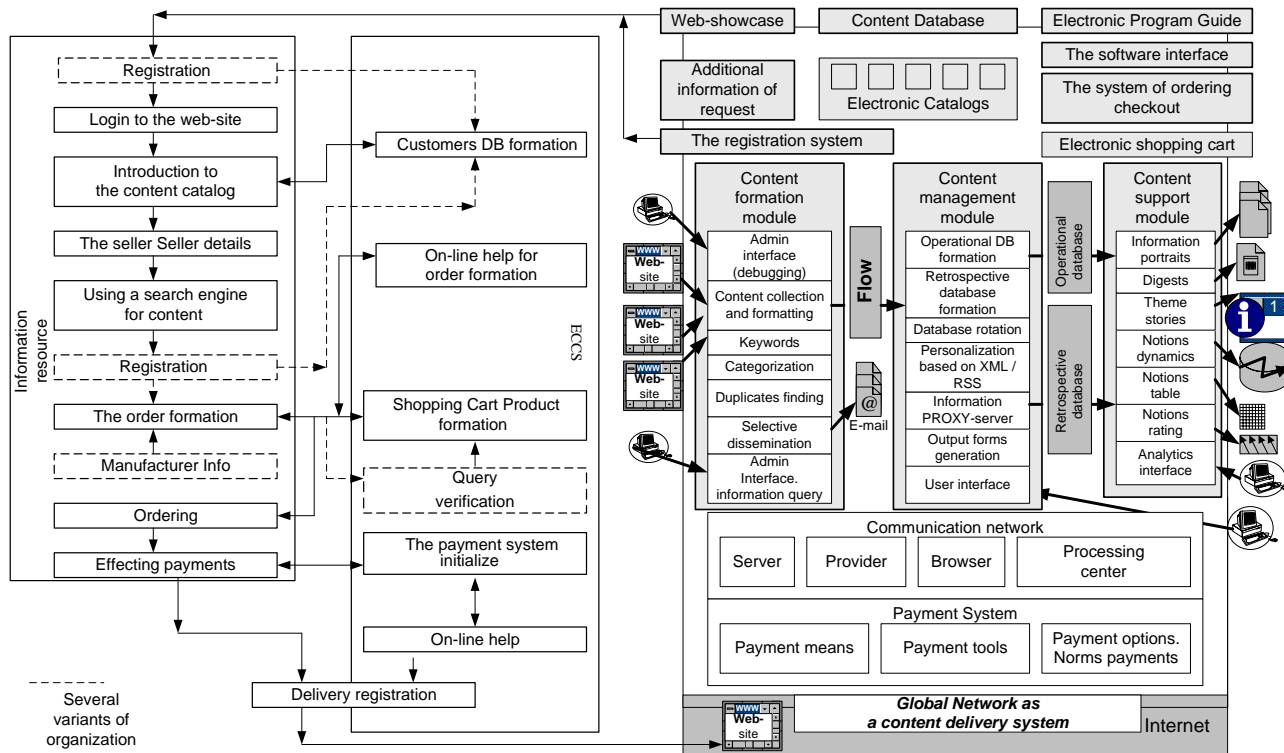 Information
resource
Registration
Login to the web-site
Introduction to
the content catalog
The seller Seller details
Using a search engine
for content
Registration
The order formation
Manufacturer Info
Ordering
Effecting payments
Several
variants of
organization
ECCS
Customers DB formation
On-line help for
order formation
Shopping Cart Product
formation
Query
verification
The payment system
initialize
On-line help
Delivery registration
Web-showcase
Content Database
Electronic Program Guide
The software interface
Additional
information of
request
Electronic Catalogs
The system of ordering
checkout
The registration system
Electronic shopping cart
WWW
Web-
site
WWW
Web-
site
WWW
Web-
site
Content
formation
module
Admin
interface
(debugging)
Content collection
and formatting
Keywords
Categorization
Duplicates finding
Selective
dissemination
Admin
Interface.
information query
Flow
@
E-mail
Content
management
module
Operational DB
formation
Retrospective
database
formation
Database rotation
Personalization
based on XML /
RSS
Information
PROXY-server
Output forms
generation
User interface
Operational
database
Retrospective
database
Content
support
module
Information
portraits
Digests
Theme
stories
Notions
dynamics
Notions
table
Notions
rating
Analytics
interface
i
1
Communication network
Server
Provider
Browser
Processing
center
Payment System
Payment means
Payment tools
Payment options.
Norms payments
Global Network as
a content delivery system
Internet
WWW
Web-
site